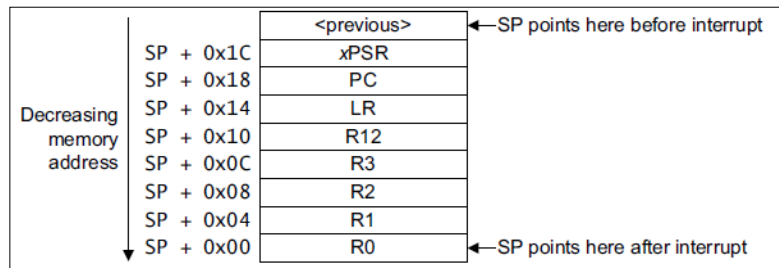 <previous>
SP points here before interrupt
SP + 0x1C xPSR
SP + 0x18 PC
SP + 0x14 LR
Decreasing
memory
address
SP + 0x10 R12
SP + 0x0C R3
SP + 0x08 R2
SP + 0x04 R1
SP + 0x00 R0
SP points here after interrupt